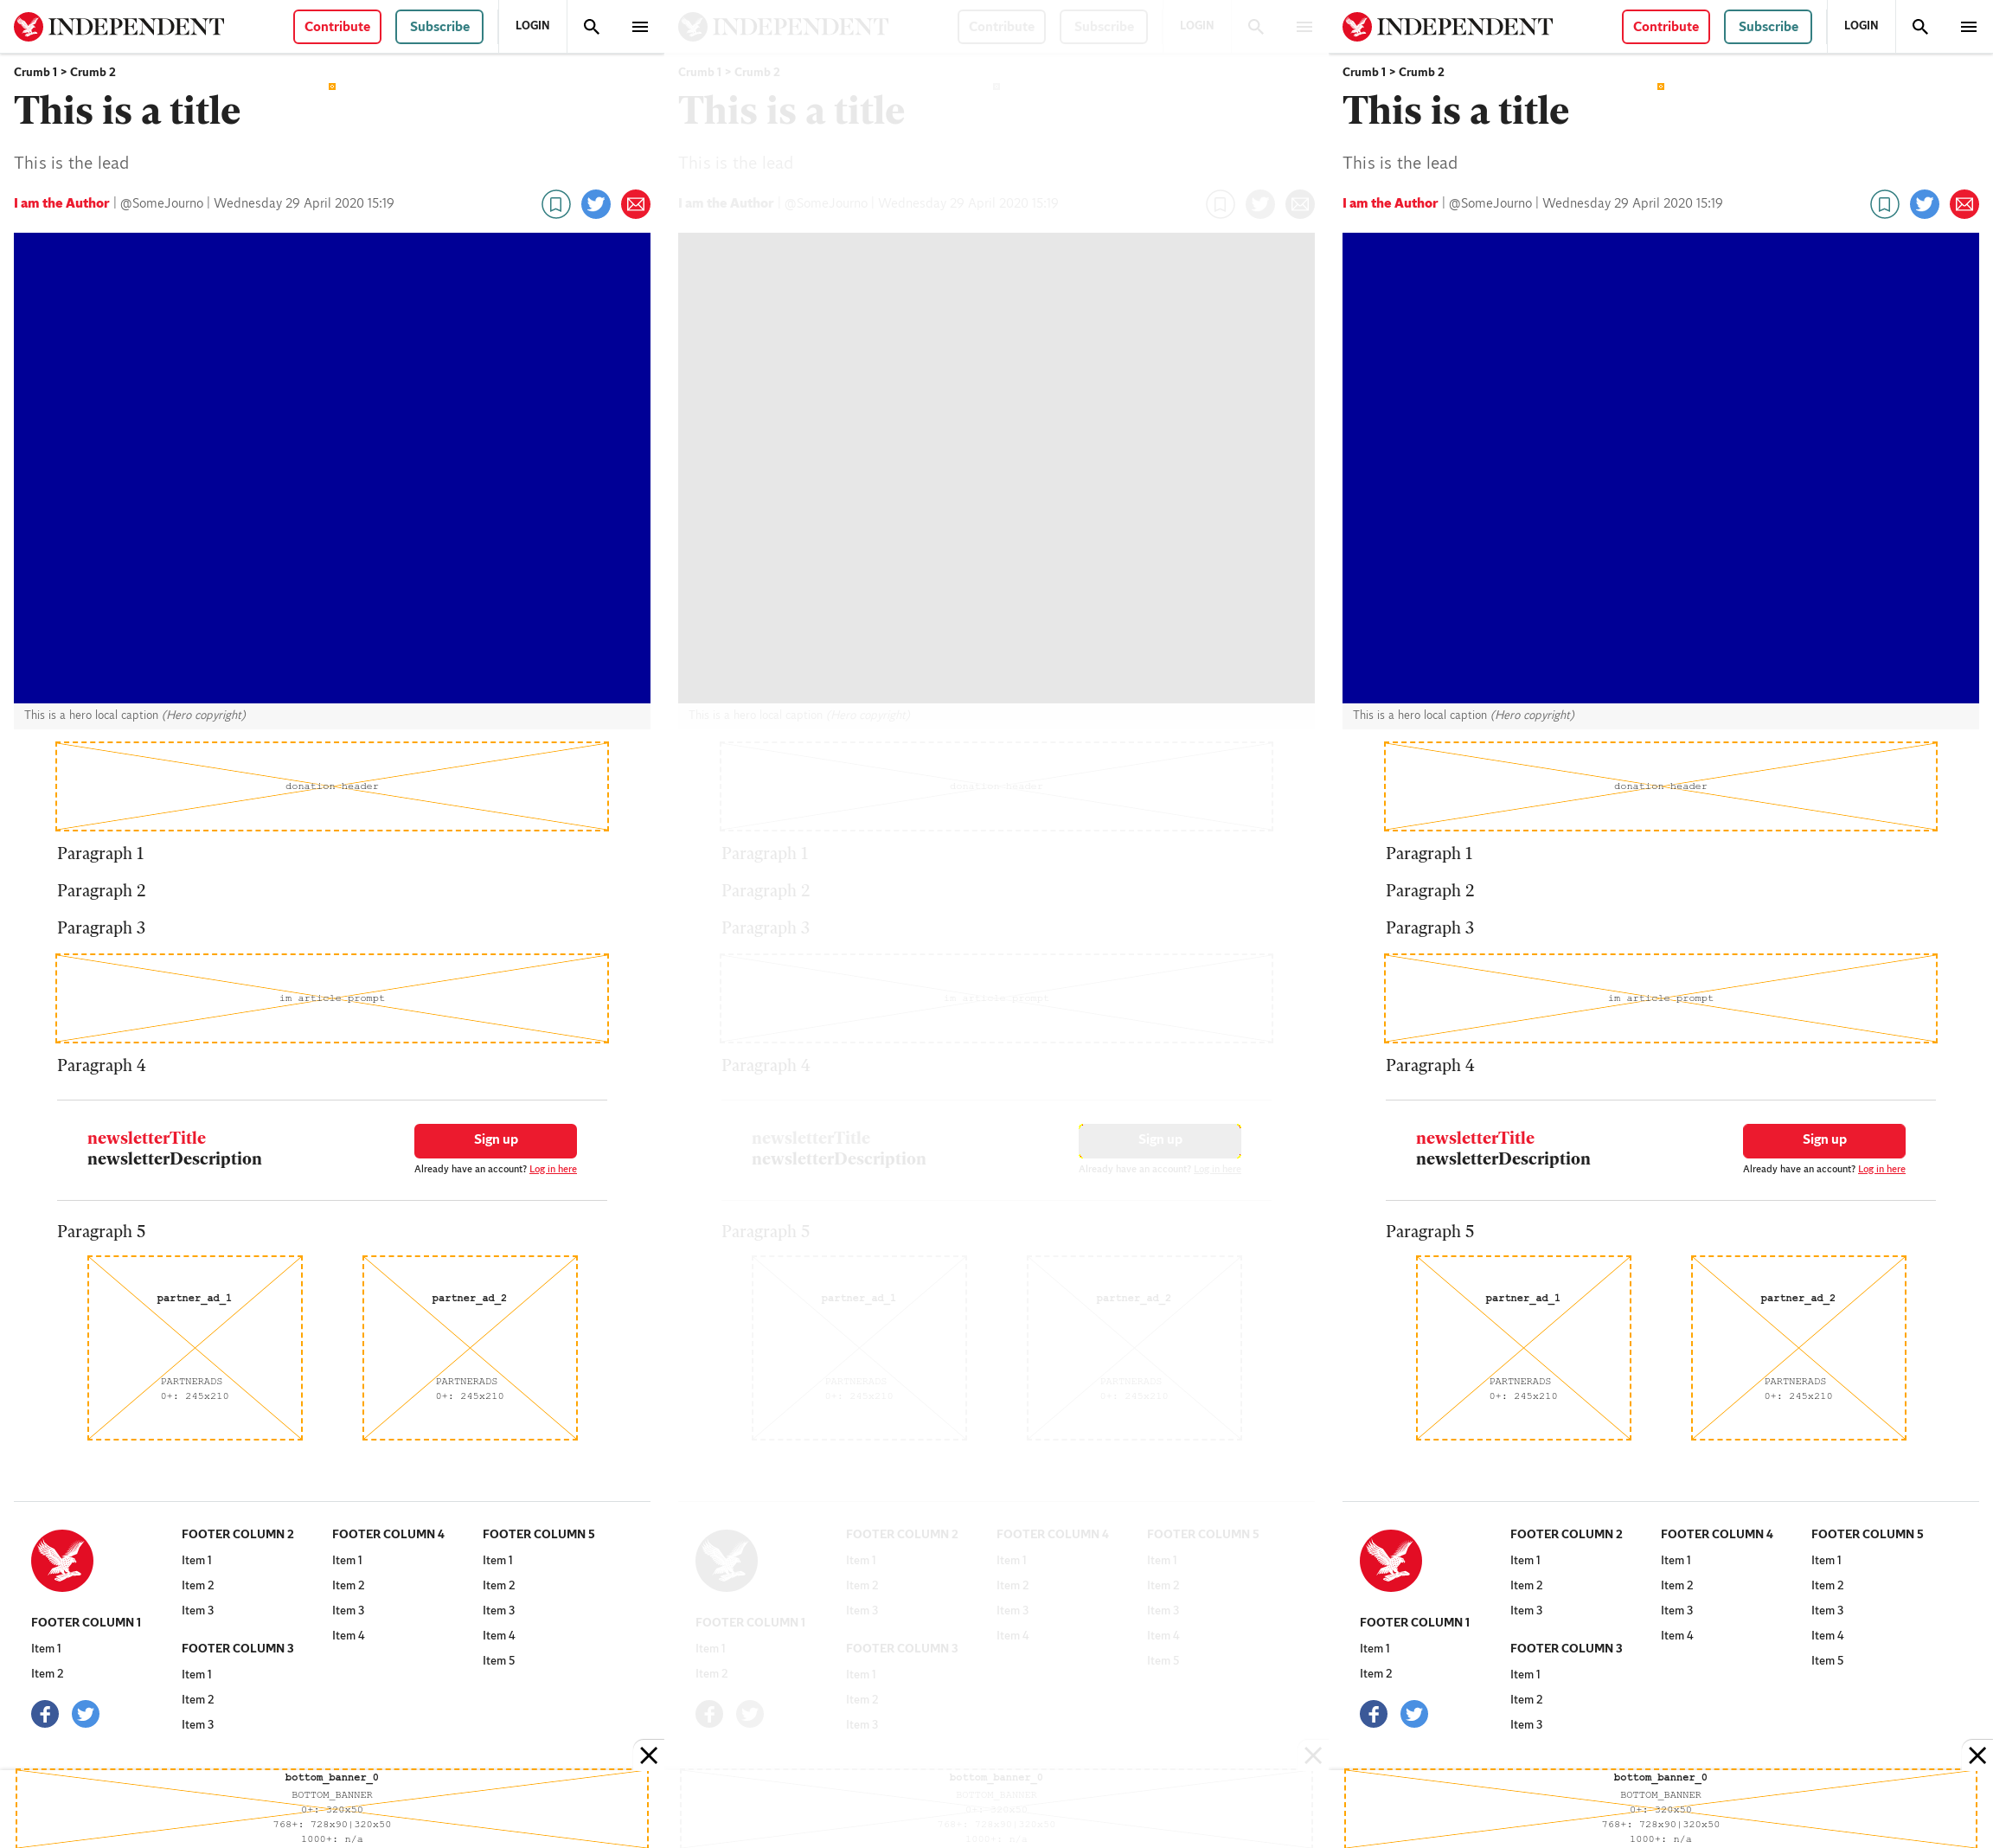 INDEPENDENT Contribute Subscribe LOGIN
Crumb 1 > Crumb 2
This is a title
This is the lead
I am the Author | @SomeJourno | Wednesday 29 April 2020 15:19
This is a hero local caption (Hero copyright)
donation header
Paragraph 1
Paragraph 2
Paragraph 3
im article prompt
Paragraph 4
newsletterTitle
newsletterDescription
Sign up
Already have an account? Log in here
Paragraph 5
partner_ad_1
PARTNERADS
0+: 245x210
partner_ad_2
PARTNERADS
0+: 245x210
FOOTER COLUMN 1
Item 1
Item 2
FOOTER COLUMN 2
Item 1
Item 2
Item 3
FOOTER COLUMN 3
Item 1
Item 2
Item 3
FOOTER COLUMN 4
Item 1
Item 2
Item 3
Item 4
FOOTER COLUMN 5
Item 1
Item 2
Item 3
Item 4
Item 5
bottom_banner_0
BOTTOM_BANNER
0+: 320x50
768+: 728x90|320x50
1000+: n/a
INDEPENDENT Contribute Subscribe LOGIN
Crumb 1 > Crumb 2
This is a title
This is the lead
I am the Author | @SomeJourno | Wednesday 29 April 2020 15:19
This is a hero local caption (Hero copyright)
donation header
Paragraph 1
Paragraph 2
Paragraph 3
im article prompt
Paragraph 4
newsletterTitle
newsletterDescription
Sign up
Already have an account? Log in here
Paragraph 5
partner_ad_1
PARTNERADS
0+: 245x210
partner_ad_2
PARTNERADS
0+: 245x210
FOOTER COLUMN 1
Item 1
Item 2
FOOTER COLUMN 2
Item 1
Item 2
Item 3
FOOTER COLUMN 3
Item 1
Item 2
Item 3
FOOTER COLUMN 4
Item 1
Item 2
Item 3
Item 4
FOOTER COLUMN 5
Item 1
Item 2
Item 3
Item 4
Item 5
bottom_banner_0
BOTTOM_BANNER
0+: 320x50
768+: 728x90|320x50
1000+: n/a
INDEPENDENT Contribute Subscribe LOGIN
Crumb 1 > Crumb 2
This is a title
This is the lead
I am the Author | @SomeJourno | Wednesday 29 April 2020 15:19
This is a hero local caption (Hero copyright)
donation header
Paragraph 1
Paragraph 2
Paragraph 3
im article prompt
Paragraph 4
newsletterTitle
newsletterDescription
Sign up
Already have an account? Log in here
Paragraph 5
partner_ad_1
PARTNERADS
0+: 245x210
partner_ad_2
PARTNERADS
0+: 245x210
FOOTER COLUMN 1
Item 1
Item 2
FOOTER COLUMN 2
Item 1
Item 2
Item 3
FOOTER COLUMN 3
Item 1
Item 2
Item 3
FOOTER COLUMN 4
Item 1
Item 2
Item 3
Item 4
FOOTER COLUMN 5
Item 1
Item 2
Item 3
Item 4
Item 5
bottom_banner_0
BOTTOM_BANNER
0+: 320x50
768+: 728x90|320x50
1000+: n/a